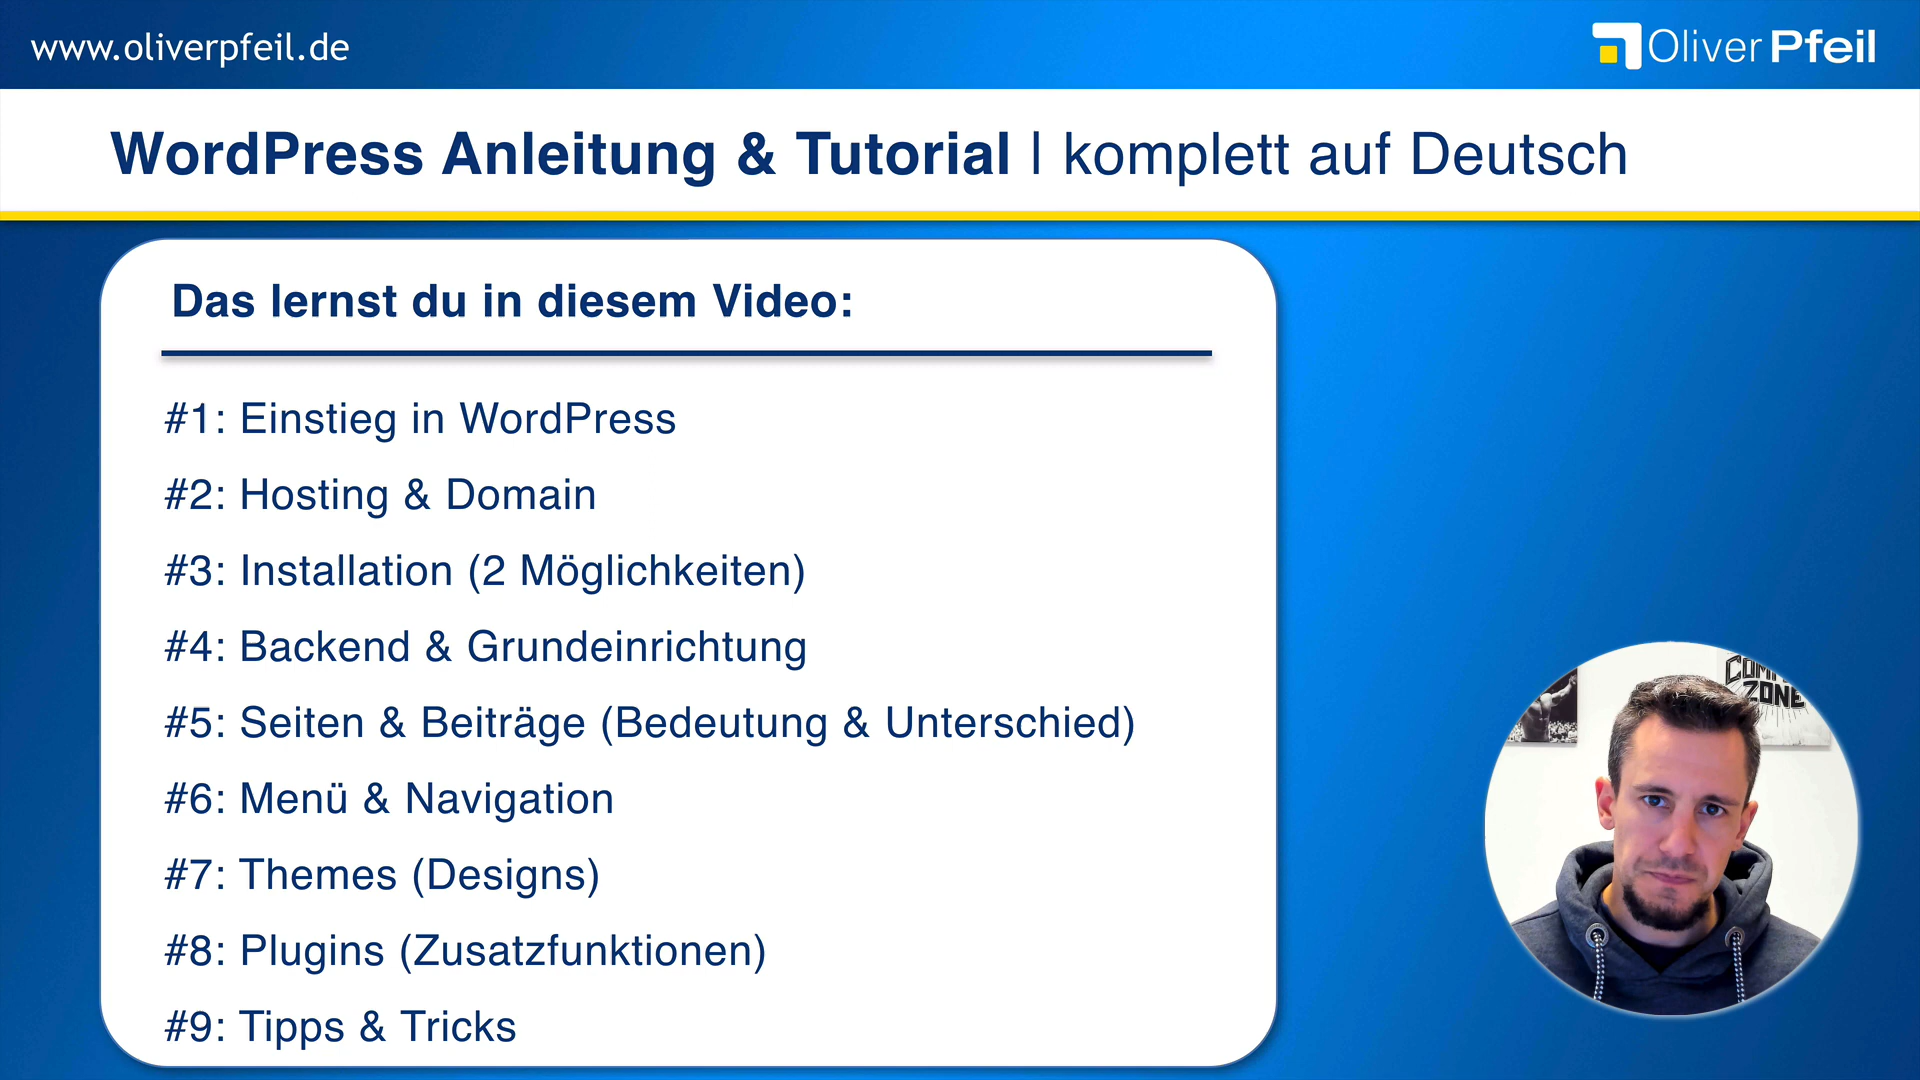 www.oliverpfeil.de
Oliver Pfeil
WordPress Anleitung & Tutorial | komplett auf Deutsch
Das lernst du in diesem Video:
#1: Einstieg in WordPress
#2: Hosting & Domain
#3: Installation (2 Möglichkeiten)
#4: Backend & Grundeinrichtung
#5: Seiten & Beiträge (Bedeutung & Unterschied)
#6: Menü & Navigation
#7: Themes (Designs)
#8: Plugins (Zusatzfunktionen)
#9: Tipps & Tricks
ZONE